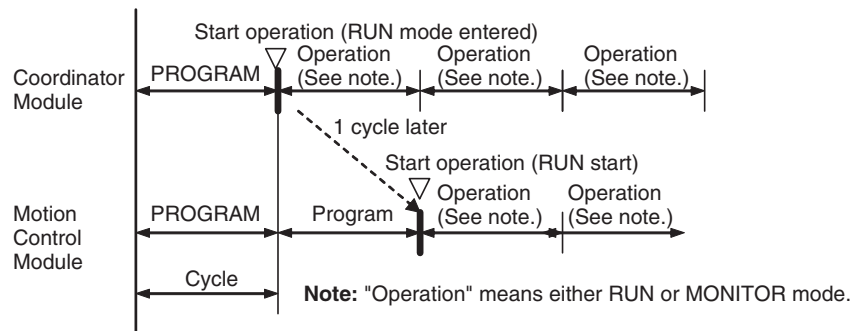 Start operation (RUN mode entered)
Coordinator
Module
PROGRAM
Operation
(See note.)
Operation
(See note.)
Operation
(See note.)
1 cycle later
Start operation (RUN start)
Motion
Control
Module
PROGRAM
Program
Operation
(See note.)
Operation
(See note.)
Cycle
Note: "Operation" means either RUN or MONITOR mode.